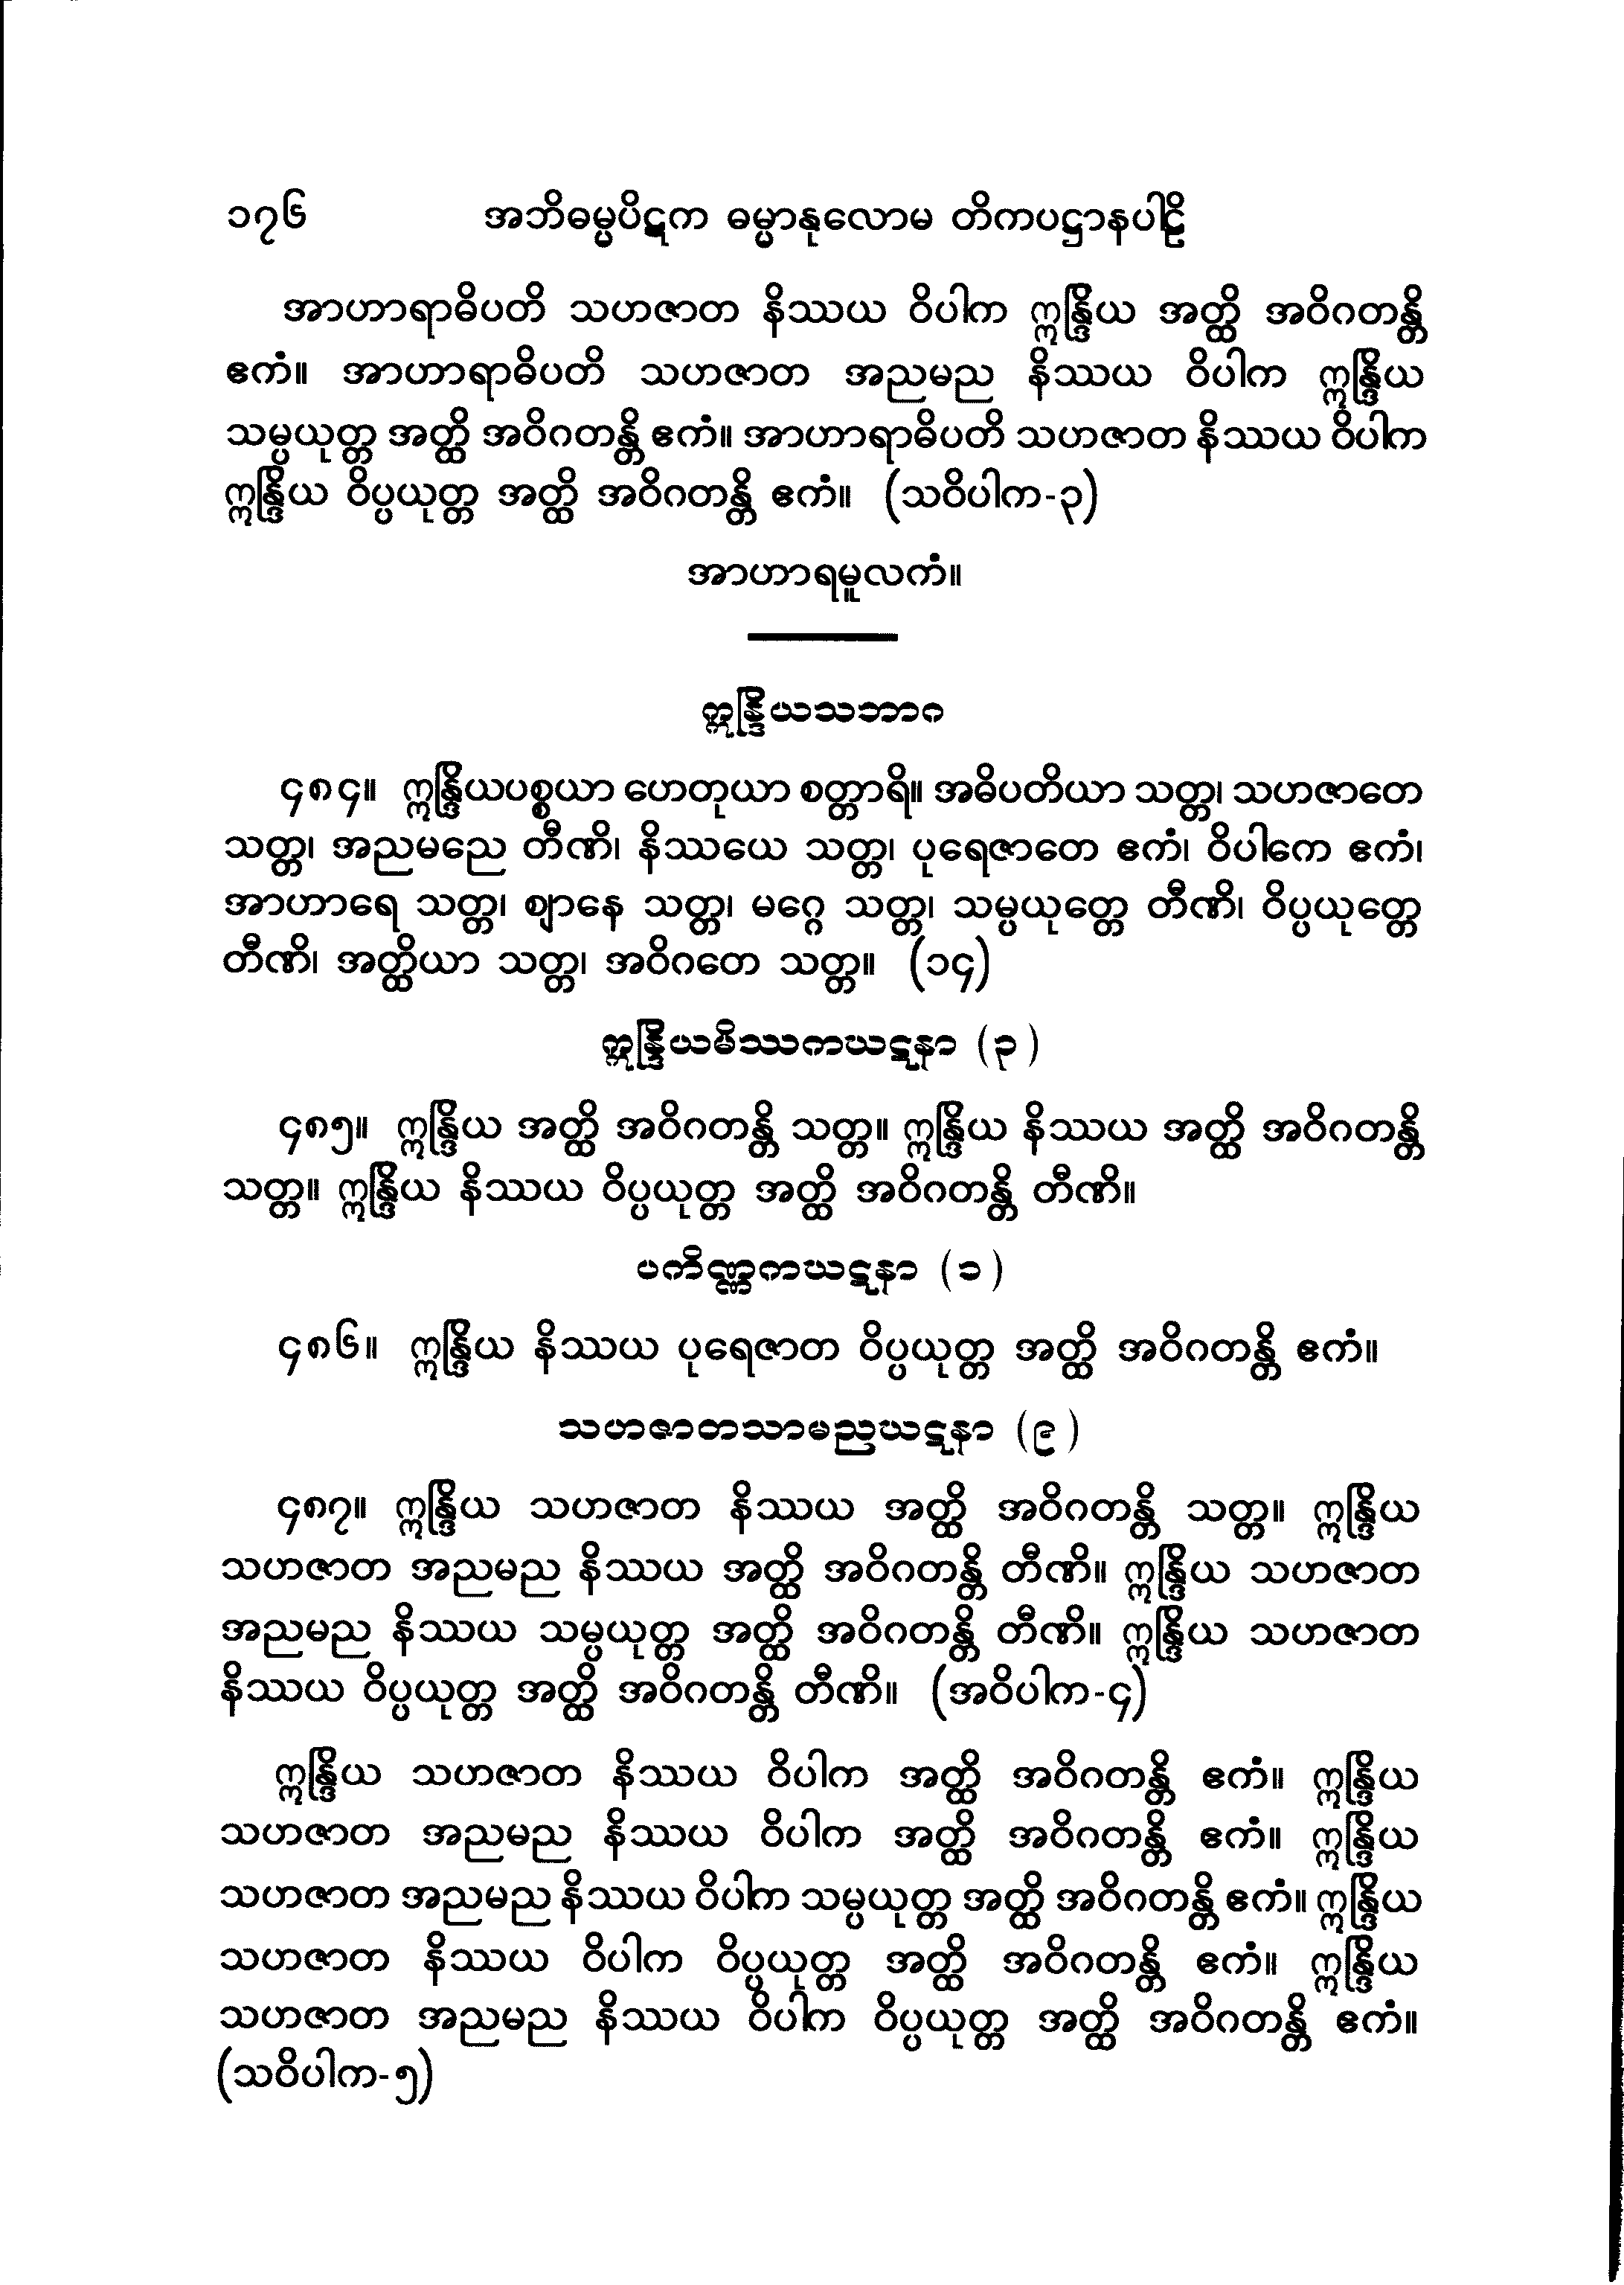 ၁၇၆ အဘိဓမ္မပိဋက ဓမ္မာနုလောမ တိကပဋ္ဌာနပါဠိ
အာဟာရာဓိပတိ သဟဇာတ နိဿယ ဝိပါက ဣန္ဒြိယ အတ္ထိ အဝိဂတန္တိ
ဧကံ။ အာဟာရာဓိပတိ သဟဇာတ အညမည နိဿယ ဝိပါက ဣန္ဒြိယ
သမ္ပယုတ္တ အတ္ထိ အဝိဂတန္တိ ဧကံ။ အာဟာရာဓိပတိ သဟဇာတ နိဿယ ဝိပါက
ဣန္ဒြိယ ဝိပ္ပယုတ္တ အတ္ထိ အဝိဂတန္တိ ဧကံ။ (သဝိပါက-၃)
အာဟာရမူလကံ။
ဣန္ဒြိယသဘာဂ
၄၈၄။ ဣန္ဒြိယပစ္စယာ ဟေတုယာ စတ္တာရိ။ အဓိပတိယာ သတ္တ၊ သဟဇာတေ
သတ္တ၊ အညမညေ တီဏိ၊ နိဿယေ သတ္တ၊ ပုရေဇာတေ ဧကံ၊ ဝိပါကေ ဧကံ၊
အာဟာရေ သတ္တ၊ ဈာနေ သတ္တ၊ မဂ္ဂေ သတ္တ၊ သမ္ပယုတ္တေ တီဏိ၊ ဝိပ္ပယုတ္တေ
တီဏိ၊ အတ္ထိယာ သတ္တ၊ အဝိဂတေ သတ္တ။ (၁၄)
ဣန္ဒြိယမိဿကဃဋနာ (၃)
၄၈၅။ ဣန္ဒြိယ အတ္ထိ အဝိဂတန္တိ သတ္တ။ ဣန္ဒြိယ နိဿယ အတ္ထိ အဝိဂတန္တိ
သတ္တ။ ဣန္ဒြိယ နိဿယ ဝိပ္ပယုတ္တ အတ္ထိ အဝိဂတန္တိ တီဏိ။
ပကိဏ္ဏကဃဋနာ (၁)
၄၈၆။ ဣန္ဒြိယ နိဿယ ပုရေဇာတ ဝိပ္ပယုတ္တ အတ္ထိ အဝိဂတန္တိ ဧကံ။
သဟဇာတသာမညဃဋနာ (၉)
၄၈၇။ ဣန္ဒြိယ သဟဇာတ နိဿယ အတ္ထိ အဝိဂတန္တိ သတ္တ။ ဣန္ဒြိယ
သဟဇာတ အညမည နိဿယ အတ္ထိ အဝိဂတန္တိ တီဏိ။ ဣန္ဒြိယ သဟဇာတ
အညမည နိဿယ သမ္ပယုတ္တ အတ္ထိ အဝိဂတန္တိ တီဏိ။ ဣန္ဒြိယ သဟဇာတ
နိဿယ ဝိပ္ပယုတ္တ အတ္ထိ အဝိဂတန္တိ တီဏိ။ (အဝိပါက-၄)
ဣန္ဒြိယ သဟဇာတ နိဿယ ဝိပါက အတ္ထိ အဝိဂတန္တိ ဧကံ။ ဣန္ဒြိယ
သဟဇာတ အညမည နိဿယ ဝိပါက အတ္ထိ အဝိဂတန္တိ ဧကံ။ ဣန္ဒြိယ
သဟဇာတ အညမည နိဿယ ဝိပါက သမ္ပယုတ္တ အတ္ထိ အဝိဂတန္တိ ဧကံ။ ဣန္ဒြိယ
သဟဇာတ နိဿယ ဝိပါက ဝိပ္ပယုတ္တ အတ္ထိ အဝိဂတန္တိ ဧကံ။ ဣန္ဒြိယ
သဟဇာတ အညမည နိဿယ ဝိပါက ဝိပ္ပယုတ္တ အတ္ထိ အဝိဂတန္တိ ဧကံ။
(သဝိပါက-၅)